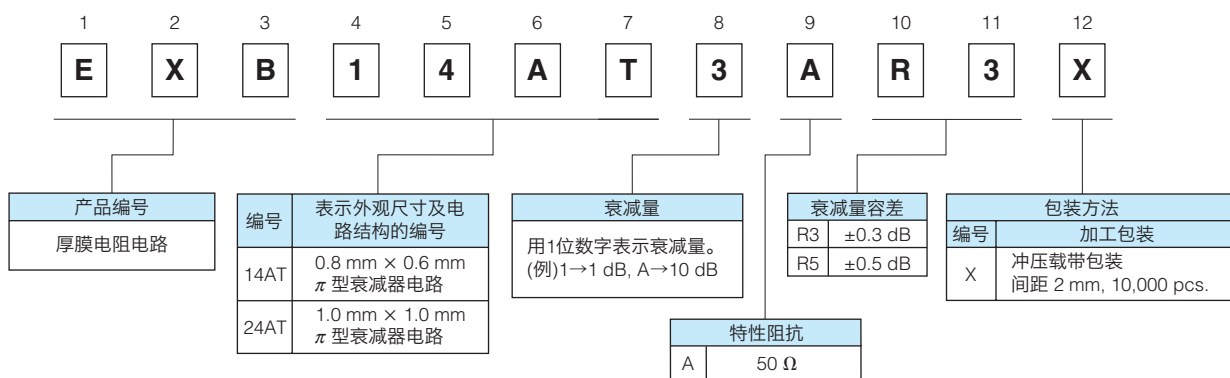 1 2 3 4 5 6 7 8 9 10 11 12
E X B 1 4 A T 3 A R 3 X
产品编号
厚膜电阻电路
编号 表示外观尺寸及电
路结构的编号
14AT 0.8 mm × 0.6 mm
π 型衰减器电路
24AT 1.0 mm × 1.0 mm
π 型衰减器电路
衰减量
用1位数字表示衰减量。
(例)1→1 dB, A→10 dB
特性阻抗
A 50 Ω
衰减量容差
R3 ±0.3 dB
R5 ±0.5 dB
包装方法
编号 加工包装
X 冲压载带包装
间距 2 mm, 10,000 pcs.